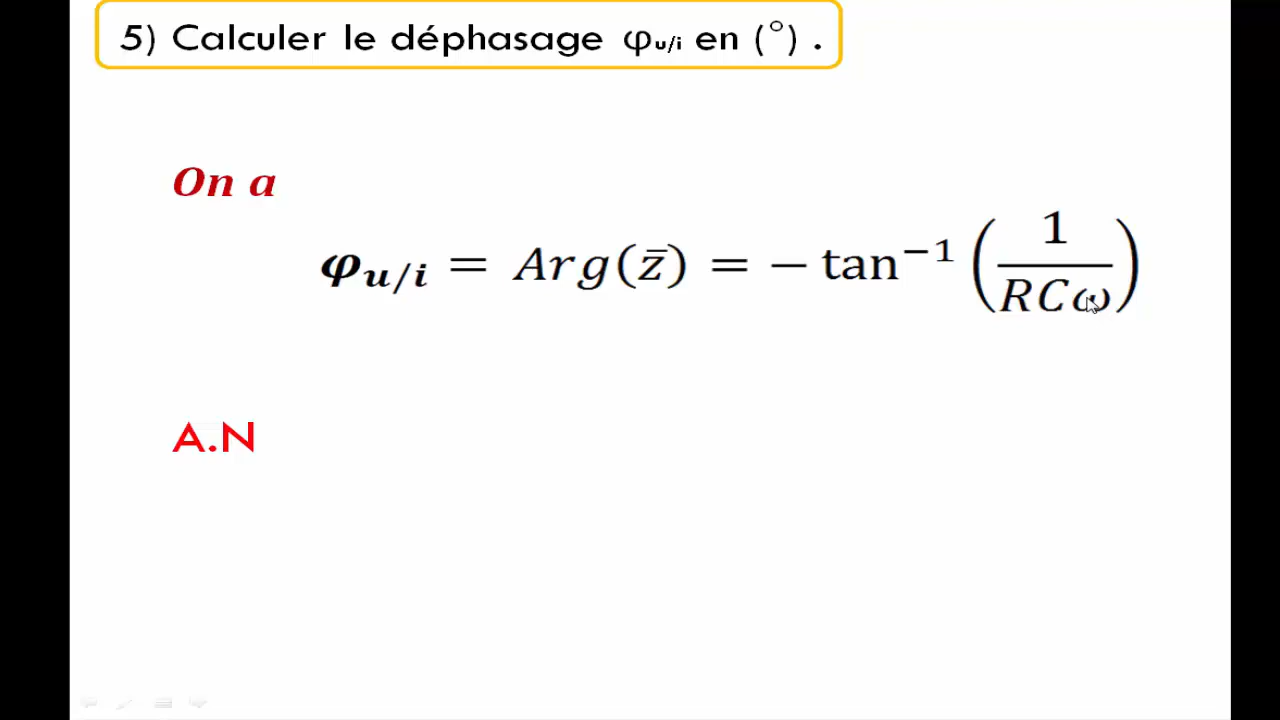 5) Calculer le déphasage φu/i en (°) .
On a
φu/i = Arg(z̄) = − tan⁻¹ (1/RCω)
A.N